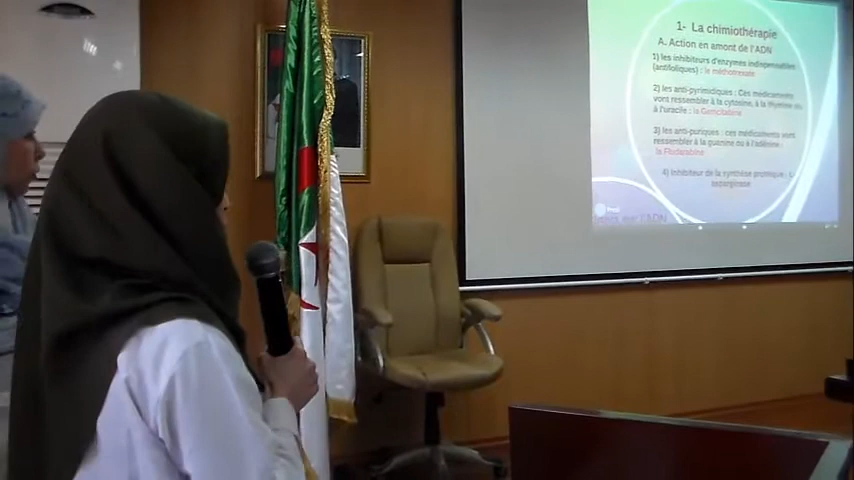 1- La chimiothérapie
A. Action en amont de l'ADN
1) les inhibiteurs d'enzymes indispensables
(antifoliques) : le méthotrexate
2) les anti-pyrimidiques : Ces médicaments
vont ressembler à la cytosine, à la thymine ou
à l'uracile : la Gemcitabine
3) les anti-puriques : ces médicaments vont
ressembler à la guanine ou à l'adénine :
la Fludarabine
4) Inhibiteur de la synthèse protéique : L-
asparginase
sur l'ADN